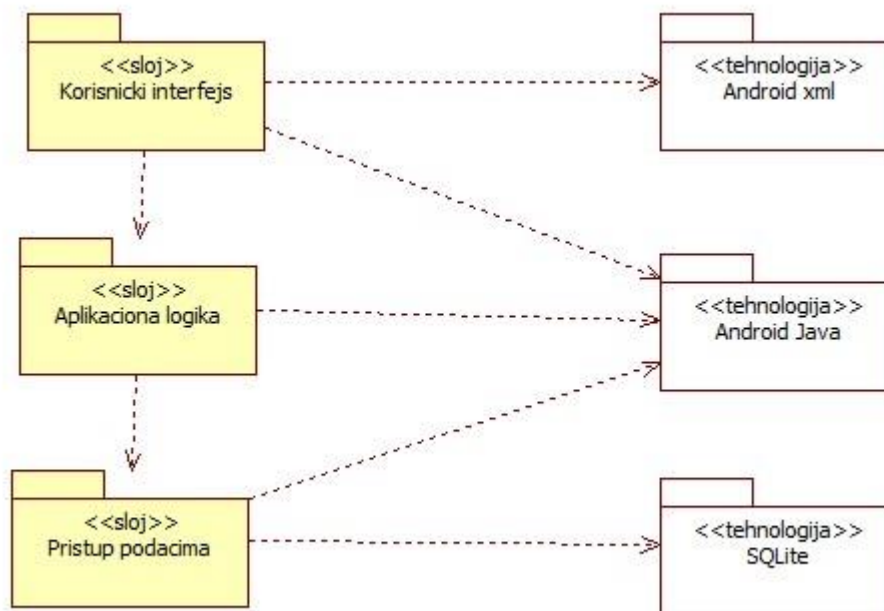 <<sloj>>
Korisnicki interfejs
<<tehnologija>>
Android xml
<<sloj>>
Aplikaciona logika
<<tehnologija>>
Android Java
<<sloj>>
Pristup podacima
<<tehnologija>>
SQLite